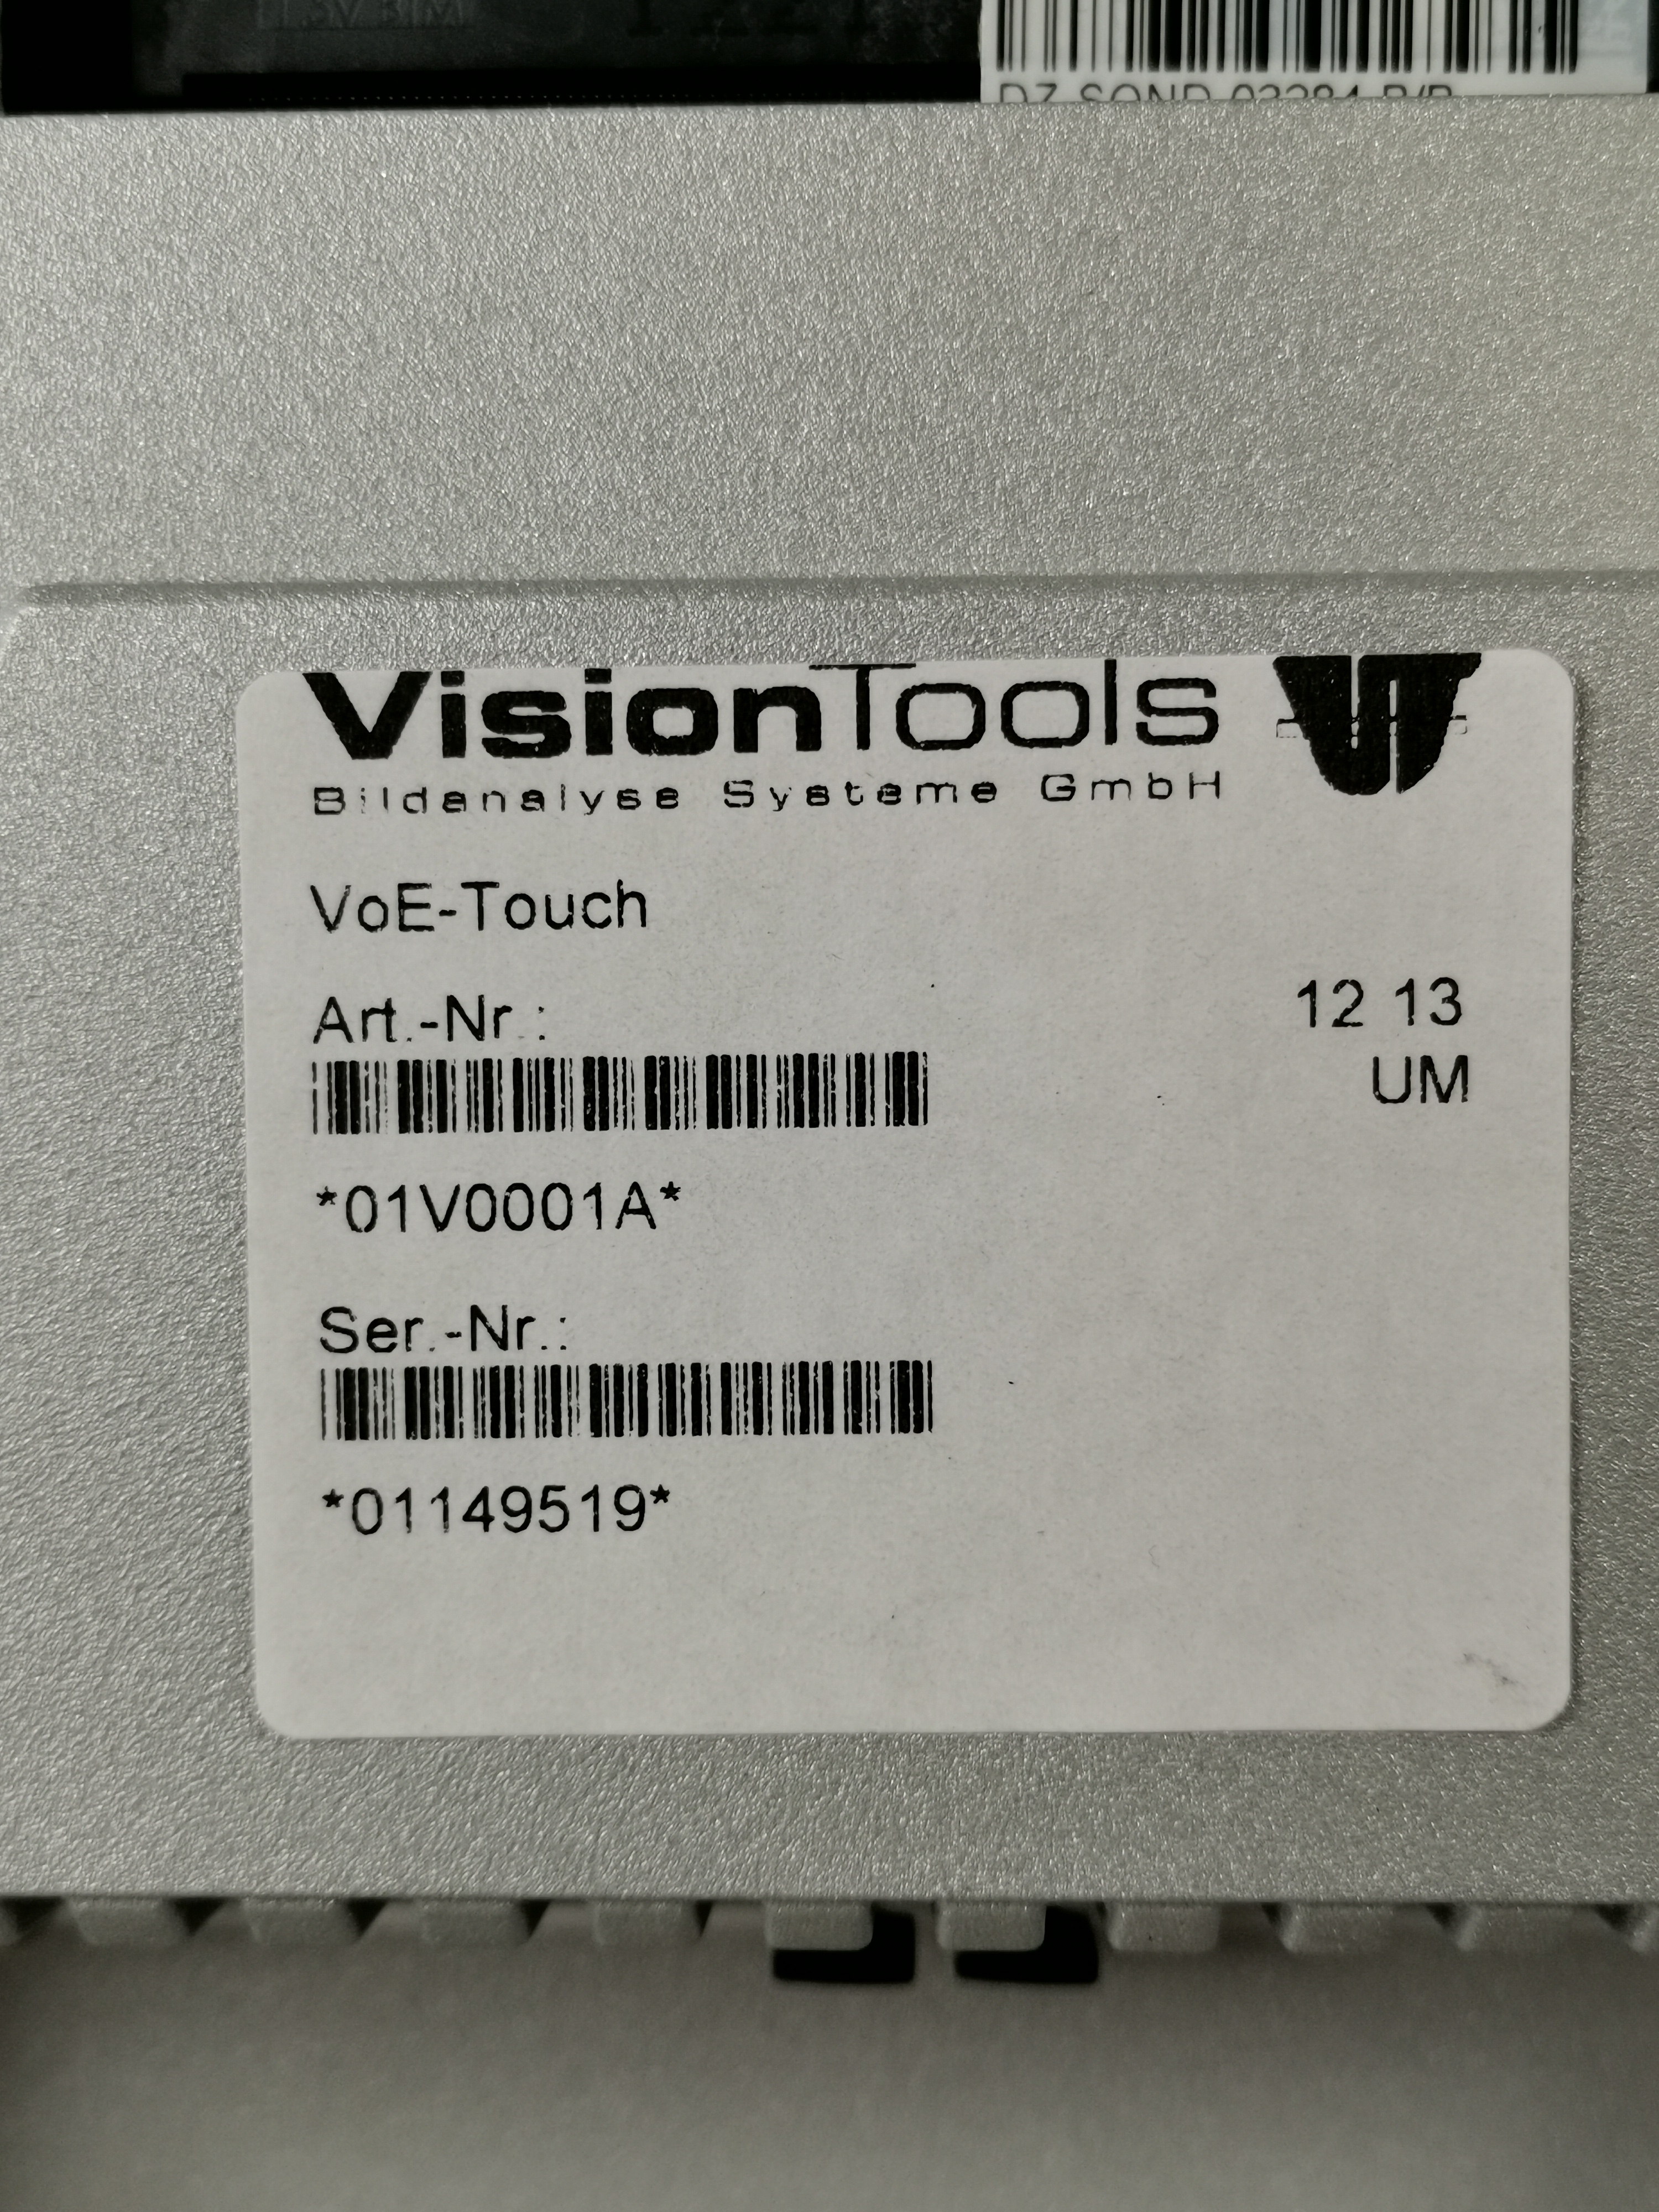 VisionTools
Bildanalyse Systeme GmbH
VoE-Touch
Art.-Nr.:
12 13
UM
*01V0001A*
Ser.-Nr.:
*01149519*